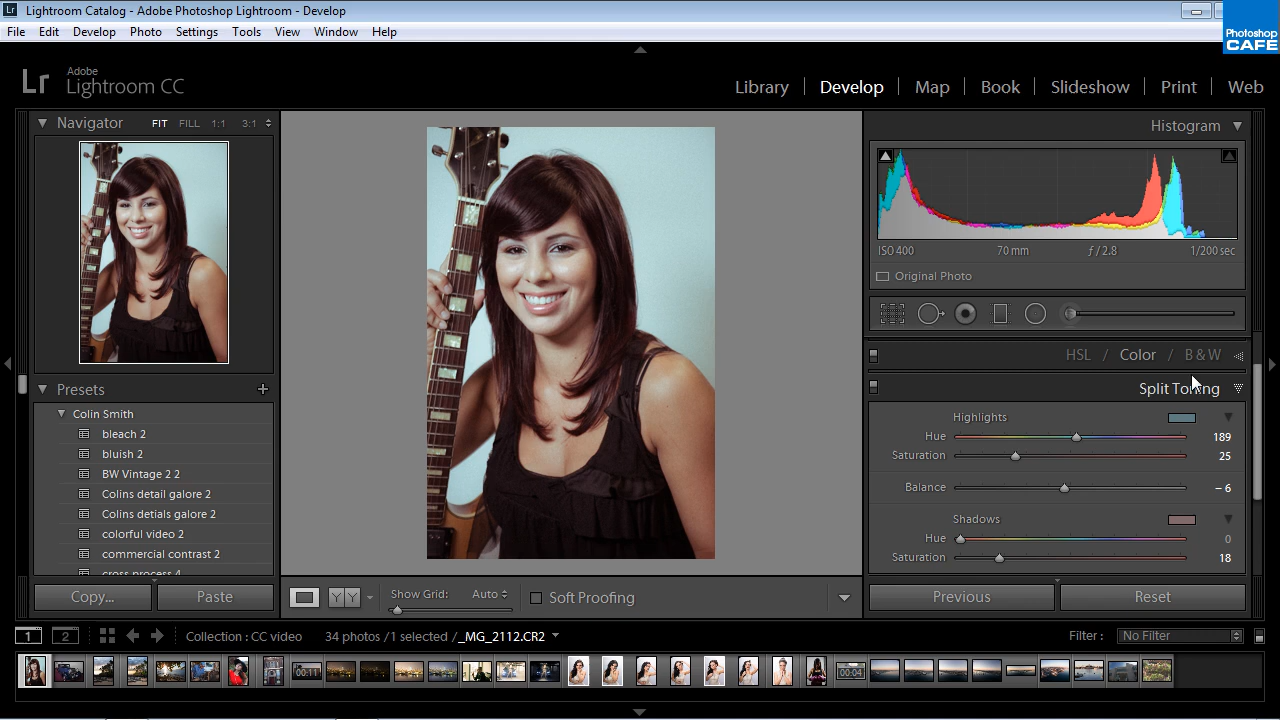 Lr Lightroom Catalog - Adobe Photoshop Lightroom - Develop
File Edit Develop Photo Settings Tools View Window Help
Photoshop
CAFE
Lr Adobe
Lightroom CC
Library Develop Map Book Slideshow Print Web
Navigator FIT FILL 1:1 3:1
Presets +
Colin Smith
bleach 2
bluish 2
BW Vintage 2 2
Colins detail galore 2
Colins detials galore 2
colorful video 2
commercial contrast 2
cross process 4
Copy... Paste
Show Grid: Auto Soft Proofing
Histogram
ISO 400 70 mm ƒ / 2.8 1/200 sec
Original Photo
HSL / Color / B & W
Split Toning
Highlights
Hue 189
Saturation 25
Balance – 6
Shadows
Hue 0
Saturation 18
Previous Reset
1 2 Collection : CC video 34 photos /1 selected /_MG_2112.CR2 Filter : No Filter
00:11 00:04